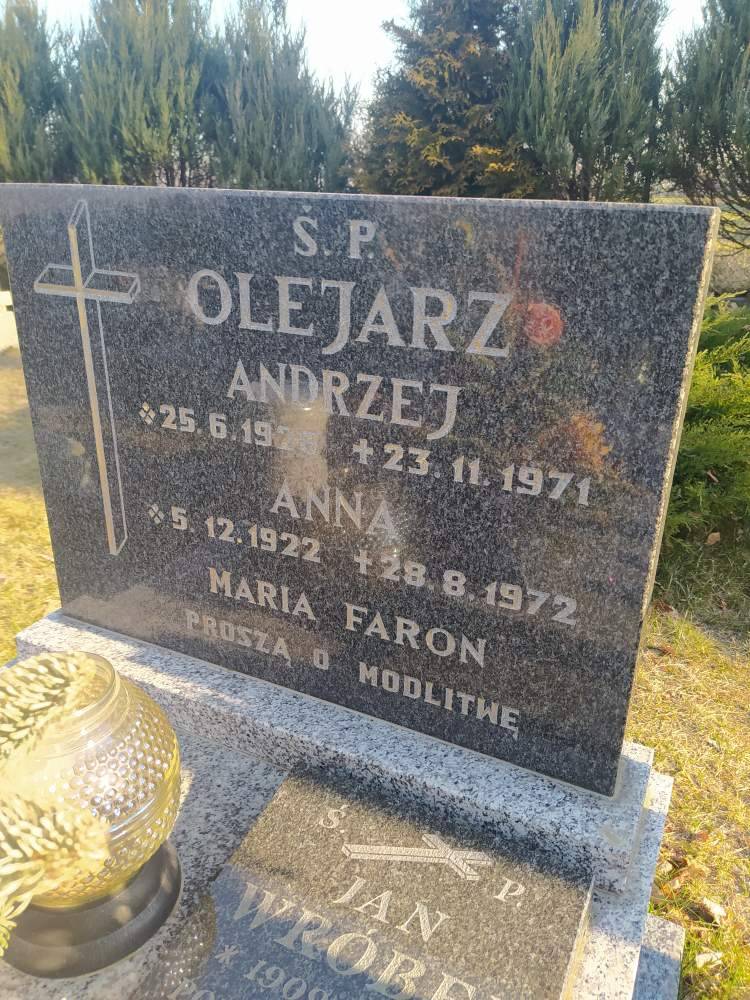 Ś. P.
OLEJARZ
ANDRZEJ
25. 6. 23. 11. 1971
ANNA
5. 12. 1922 28. 8. 1972
MARIA FARON
PROSZĄ O MODLITWĘ
Ś. P.
JAN